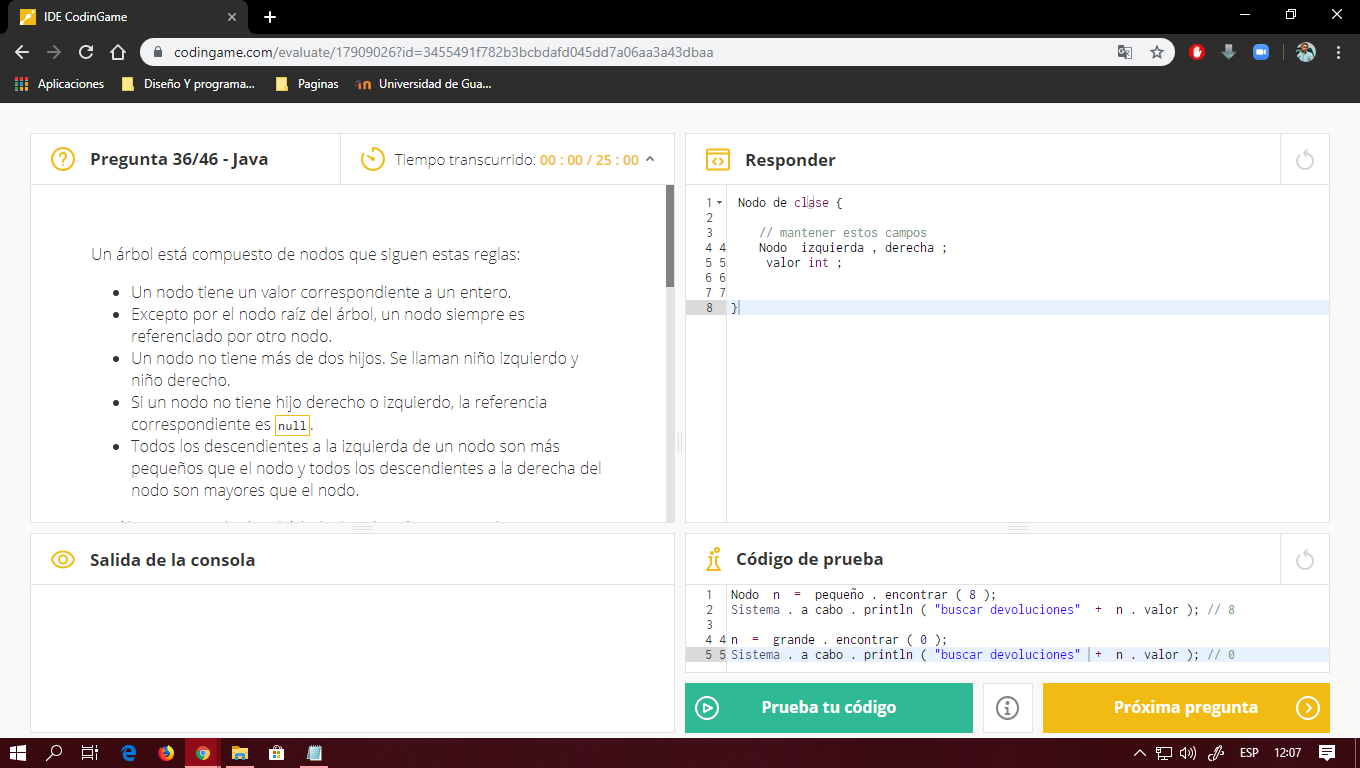 IDE CodinGame
codingame.com/evaluate/17909026?id=3455491f782b3bcbdafd045dd7a06aa3a43dbaa
Aplicaciones
Diseño Y programa...
Paginas
Universidad de Gua...
Pregunta 36/46 - Java
Tiempo transcurrido: 00 : 00 / 25 : 00
Un árbol está compuesto de nodos que siguen estas reglas:
• Un nodo tiene un valor correspondiente a un entero.
• Excepto por el nodo raíz del árbol, un nodo siempre es
referenciado por otro nodo.
• Un nodo no tiene más de dos hijos. Se llaman niño izquierdo y
niño derecho.
• Si un nodo no tiene hijo derecho o izquierdo, la referencia
correspondiente es null.
• Todos los descendientes a la izquierda de un nodo son más
pequeños que el nodo y todos los descendientes a la derecha del
nodo son mayores que el nodo.
Responder
1 Nodo de clase {
2
3 // mantener estos campos
4 4 Nodo izquierda , derecha ;
5 5 valor int ;
6 6
7 7
8 }
Salida de la consola
Código de prueba
1 Nodo n = pequeño . encontrar ( 8 );
2 Sistema . a cabo . println ( "buscar devoluciones" + n . valor ); // 8
3
4 4 n = grande . encontrar ( 0 );
5 5 Sistema . a cabo . println ( "buscar devoluciones" + n . valor ); // 0
Prueba tu código
Próxima pregunta
ESP
12:07